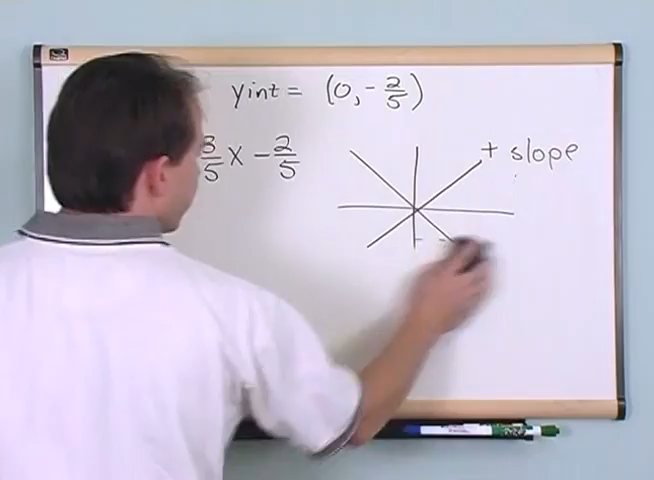 yint = (0, -2/5)
3/5 x - 2/5
+ slope